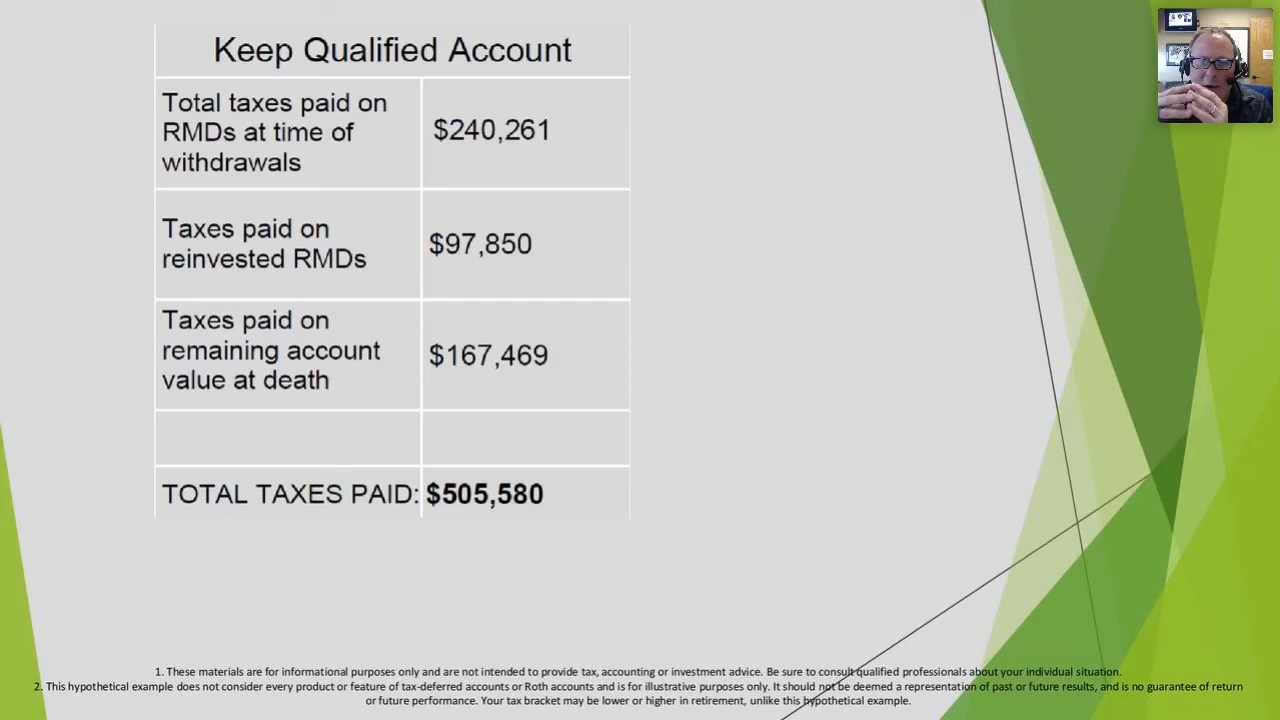 Keep Qualified Account
Total taxes paid on
RMDs at time of
withdrawals
$240,261
Taxes paid on
reinvested RMDs
$97,850
Taxes paid on
remaining account
value at death
$167,469
TOTAL TAXES PAID: $505,580
1. These materials are for informational purposes only and are not intended to provide tax, accounting or investment advice. Be sure to consult qualified professionals about your individual situation.
2. This hypothetical example does not consider every product or feature of tax-deferred accounts or Roth accounts and is for illustrative purposes only. It should not be deemed a representation of past or future results, and is no guarantee of return
or future performance. Your tax bracket may be lower or higher in retirement, unlike this hypothetical example.